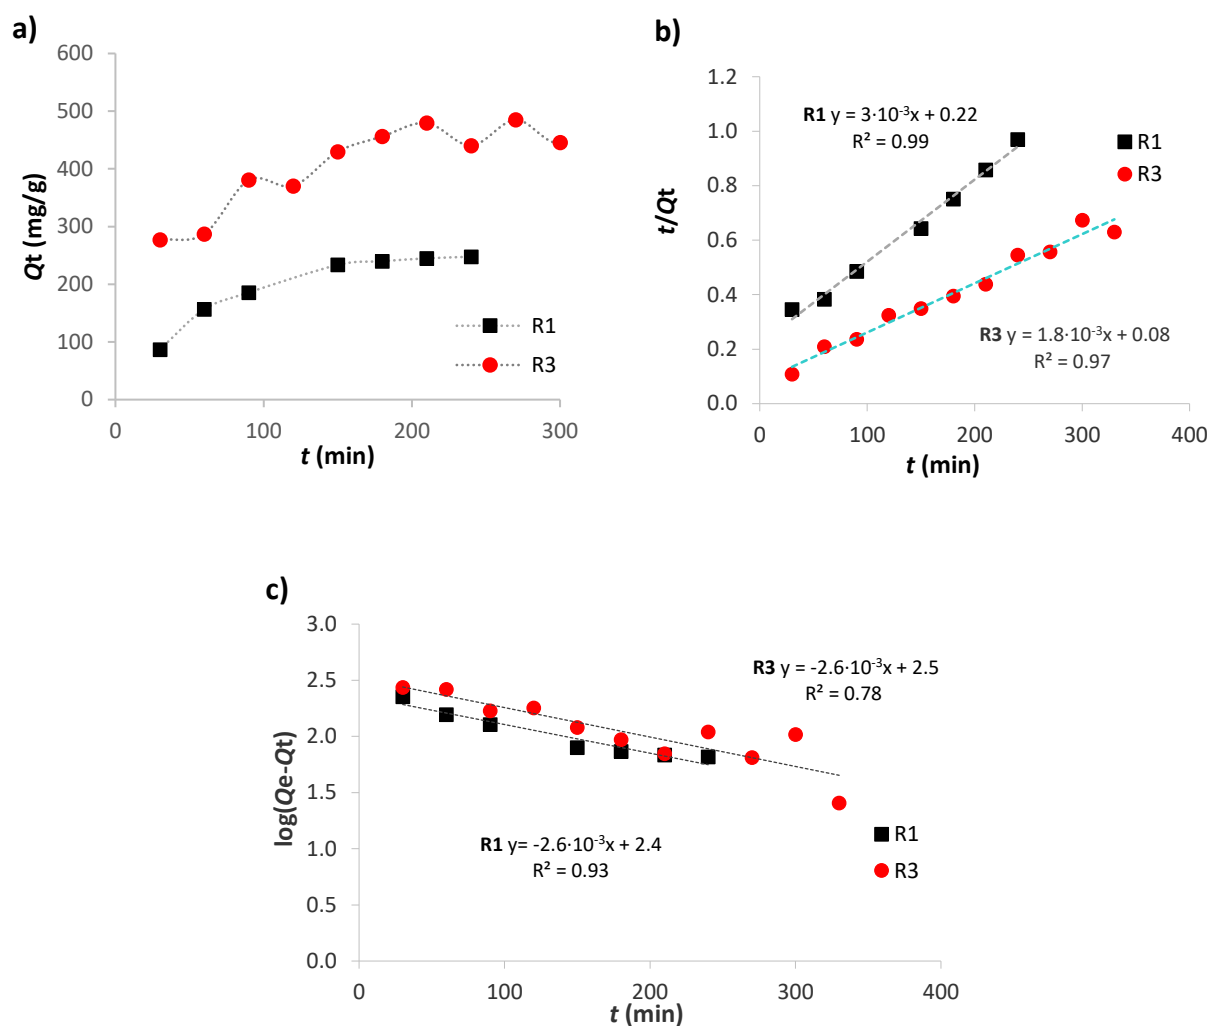 a)
600
500
400
300
200
100
0
Qt (mg/g)
R1
R3
0 100 200 300
t (min)
b)
1.2
1.0
0.8
0.6
0.4
0.2
0.0
t/Qt
R1 y = 3·10⁻³x + 0.22
R² = 0.99
R1
R3
R3 y = 1.8·10⁻³x + 0.08
R² = 0.97
0 100 200 300 400
t (min)
c)
3.0
2.5
2.0
1.5
1.0
0.5
0.0
log(Qe-Qt)
R3 y = -2.6·10⁻³x + 2.5
R² = 0.78
R1 y= -2.6·10⁻³x + 2.4
R² = 0.93
R1
R3
0 100 200 300 400
t (min)